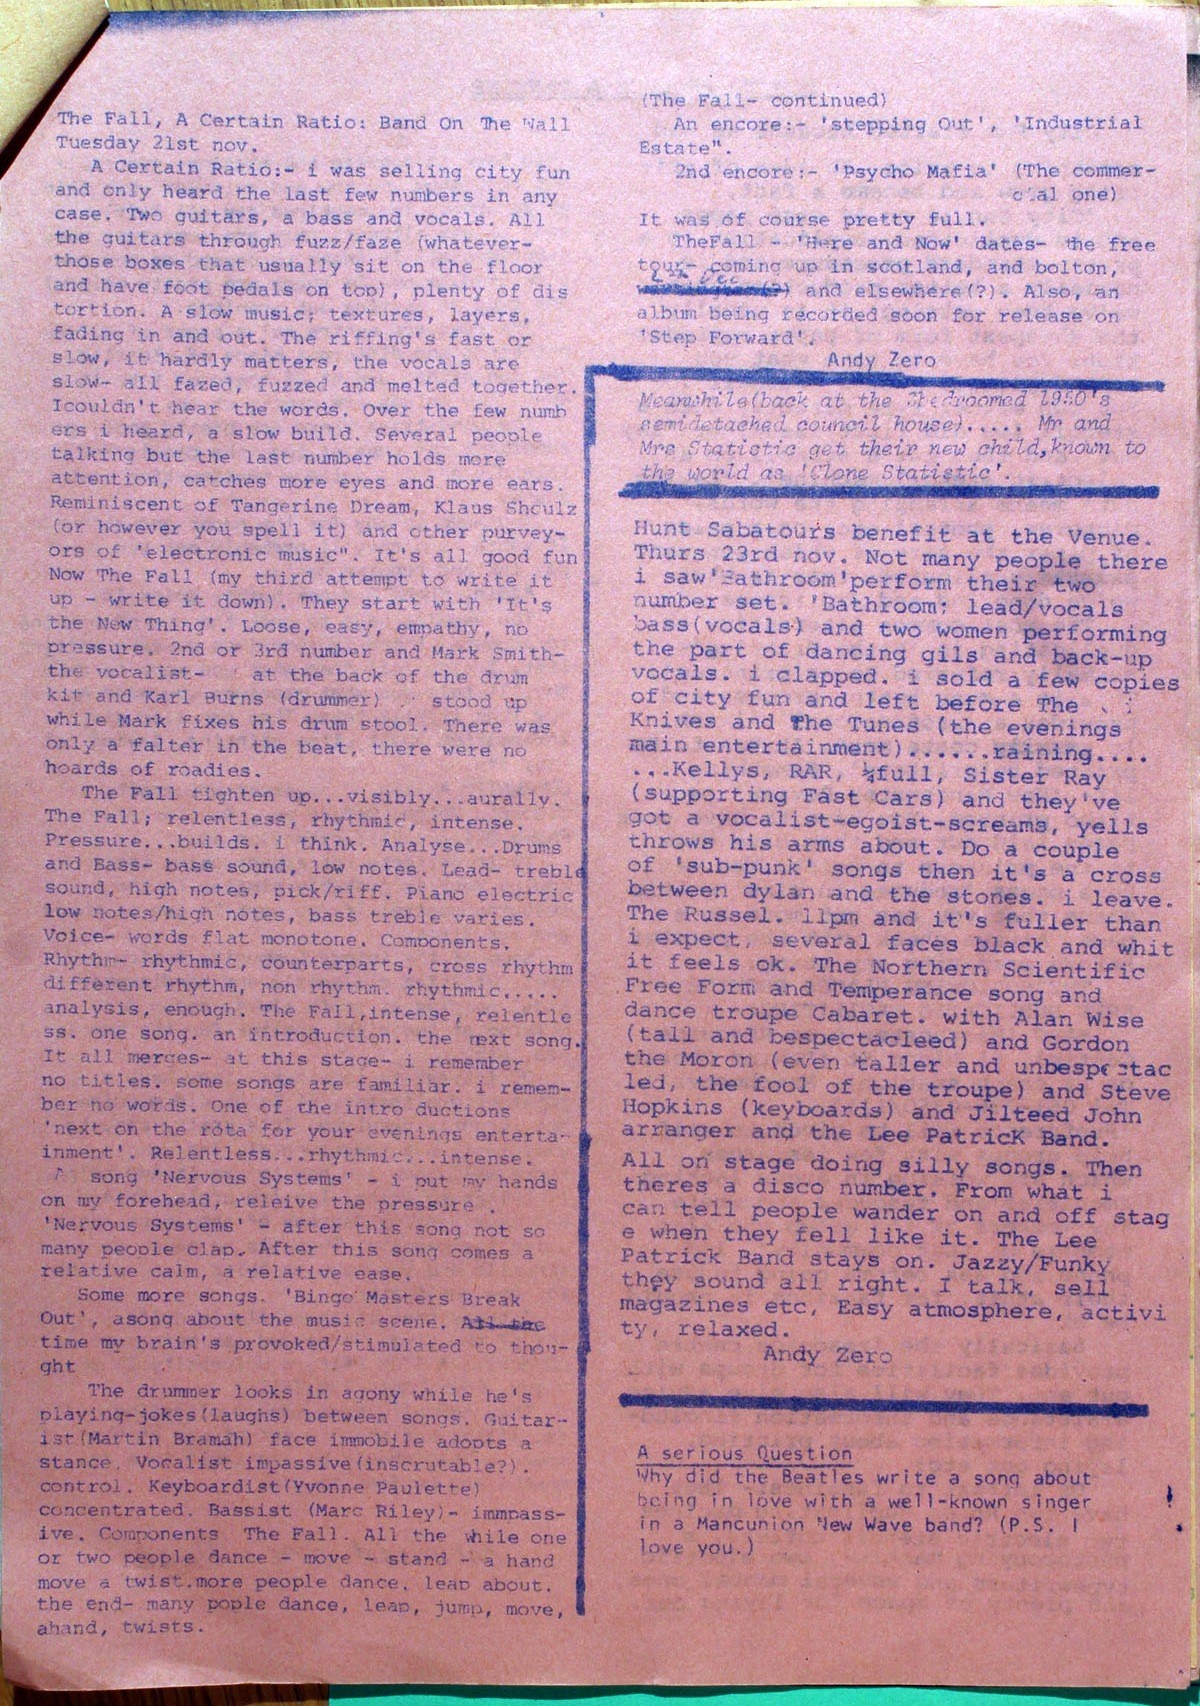 The Fall, A Certain Ratio: Band On The Wall
Tuesday 21st nov.
A Certain Ratio:- i was selling city fun
and only heard the last few numbers in any
case. Two guitars, a bass and vocals. All
the guitars through fuzz/faze (whatever-
those boxes that usually sit on the floor
and have foot pedals on top), plenty of dis
tortion. A slow music; textures, layers,
fading in and out. The riffing's fast or
slow, it hardly matters, the vocals are
slow- all fazed, fuzzed and melted together.
Icouldn't hear the words. Over the few numb
ers i heard, a slow build. Several people
talking but the last number holds more
attention, catches more eyes and more ears.
Reminiscent of Tangerine Dream, Klaus Shculz
(or however you spell it) and other purvey-
ors of 'electronic music". It's all good fun
Now The Fall (my third attempt to write it
up - write it down). They start with 'It's
the New Thing'. Loose, easy, empathy, no
pressure. 2nd or 3rd number and Mark Smith-
the vocalist- at the back of the drum
kit and Karl Burns (drummer) stood up
while Mark fixes his drum stool. There was
only a falter in the beat, there were no
hoards of roadies.
The Fall tighten up...visibly...aurally.
The Fall; relentless, rhythmic, intense.
Pressure...builds. i think. Analyse...Drums
and Bass- bass sound, low notes. Lead- treble
sound, high notes, pick/riff. Piano electric
low notes/high notes, bass treble varies.
Voice- words flat monotone. Components.
Rhythm- rhythmic, counterparts, cross rhythm
different rhythm, non rhythm. rhythmic.....
analysis, enough. The Fall,intense, relentle
ss. one song. an introduction. the next song.
It all merges- at this stage- i remember
no titles. some songs are familiar. i remem-
ber no words. One of the intro ductions
'next on the rota for your evenings enterta-
inment'. Relentless...rhythmic...intense.
A song 'Nervous Systems' - i put my hands
on my forehead, releive the pressure .
'Nervous Systems' - after this song not so
many people clap. After this song comes a
relative calm, a relative ease.
Some more songs. 'Bingo Masters Break
Out', asong about the music scene. All the
time my brain's provoked/stimulated to thou-
ght
The drummer looks in agony while he's
playing-jokes(laughs) between songs. Guitar-
ist(Martin Bramah) face immobile adopts a
stance. Vocalist impassive(inscrutable?).
control. Keyboardist(Yvonne Paulette)
concentrated. Bassist (Marc Riley)- immpass-
ive. Components The Fall. All the while one
or two people dance - move - stand - a hand
move a twist.more people dance. leap about.
the end- many pople dance, leap, jump, move,
ahand, twists.
(The Fall- continued)
An encore:- 'stepping Out', 'Industrial
Estate".
2nd encore:- 'Psycho Mafia' (The commer-
cial one)
It was of course pretty full.
TheFall - 'Here and Now' dates- the free
tour- coming up in scotland, and bolton,
Dec
and elsewhere(?). Also, an
album being recorded soon for release on
'Step Forward'.
Andy Zero
Meanwhile(back at the 3bedroomed 1950's
semidetached council house)..... Mr and
Mrs Statistic get their new child,known to
the world as 'Clone Statistic'.
Hunt Sabatours benefit at the Venue.
Thurs 23rd nov. Not many people there
i saw'Bathroom'perform their two
number set. 'Bathroom: lead/vocals
bass(vocals) and two women performing
the part of dancing gils and back-up
vocals. i clapped. i sold a few copies
of city fun and left before The
Knives and The Tunes (the evenings
main entertainment)......raining....
...Kellys, RAR, ¼full, Sister Ray
(supporting Fast Cars) and they've
got a vocalist-egoist-screams, yells
throws his arms about. Do a couple
of 'sub-punk' songs then it's a cross
between dylan and the stones. i leave.
The Russel. 11pm and it's fuller than
i expect, several faces black and whit
it feels ok. The Northern Scientific
Free Form and Temperance song and
dance troupe Cabaret. with Alan Wise
(tall and bespectacleed) and Gordon
the Moron (even taller and unbespectac
led, the fool of the troupe) and Steve
Hopkins (keyboards) and Jilteed John
arranger and the Lee PatricK Band.
All on stage doing silly songs. Then
theres a disco number. From what i
can tell people wander on and off stag
e when they fell like it. The Lee
Patrick Band stays on. Jazzy/Funky
they sound all right. I talk, sell
magazines etc, Easy atmosphere, activi
ty, relaxed.
Andy Zero
A serious Question
Why did the Beatles write a song about
being in love with a well-known singer
in a Mancunion New Wave band? (P.S. I
love you.)